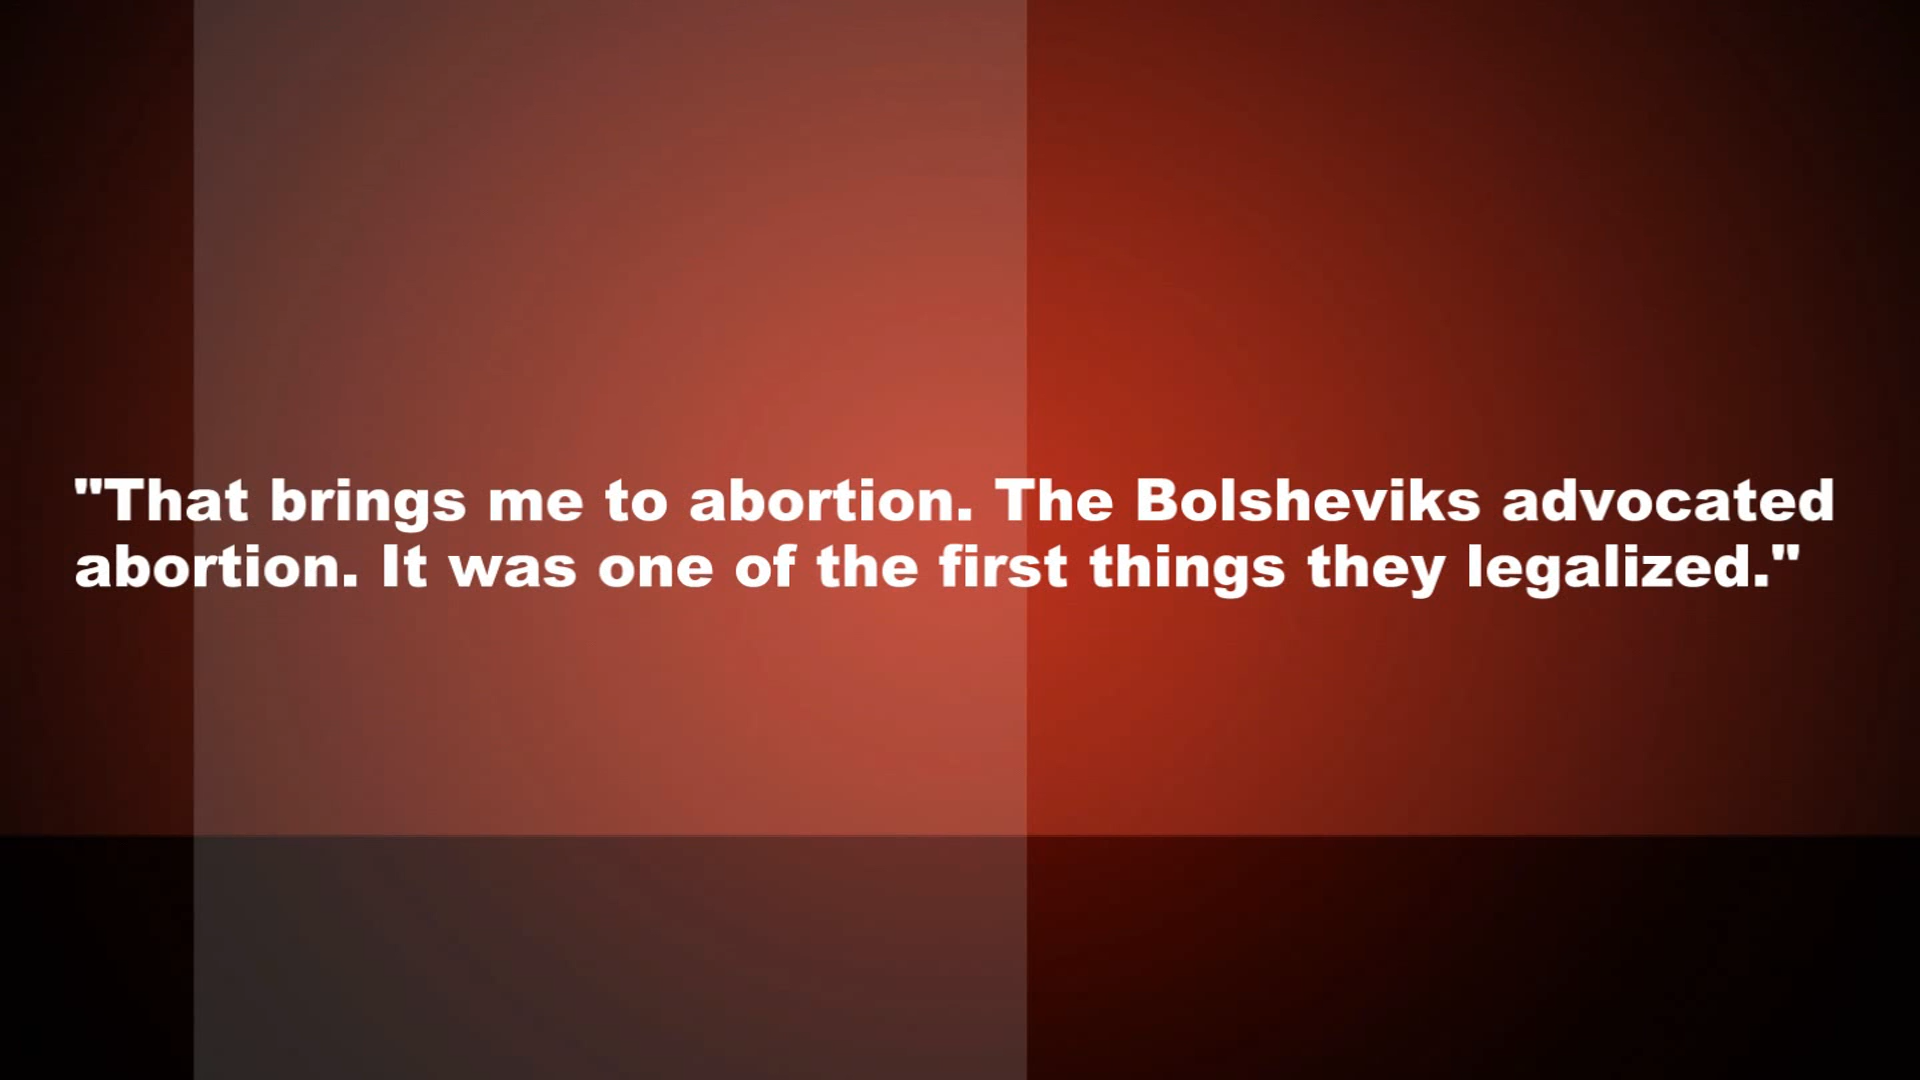 "That brings me to abortion. The Bolsheviks advocated
abortion. It was one of the first things they legalized."